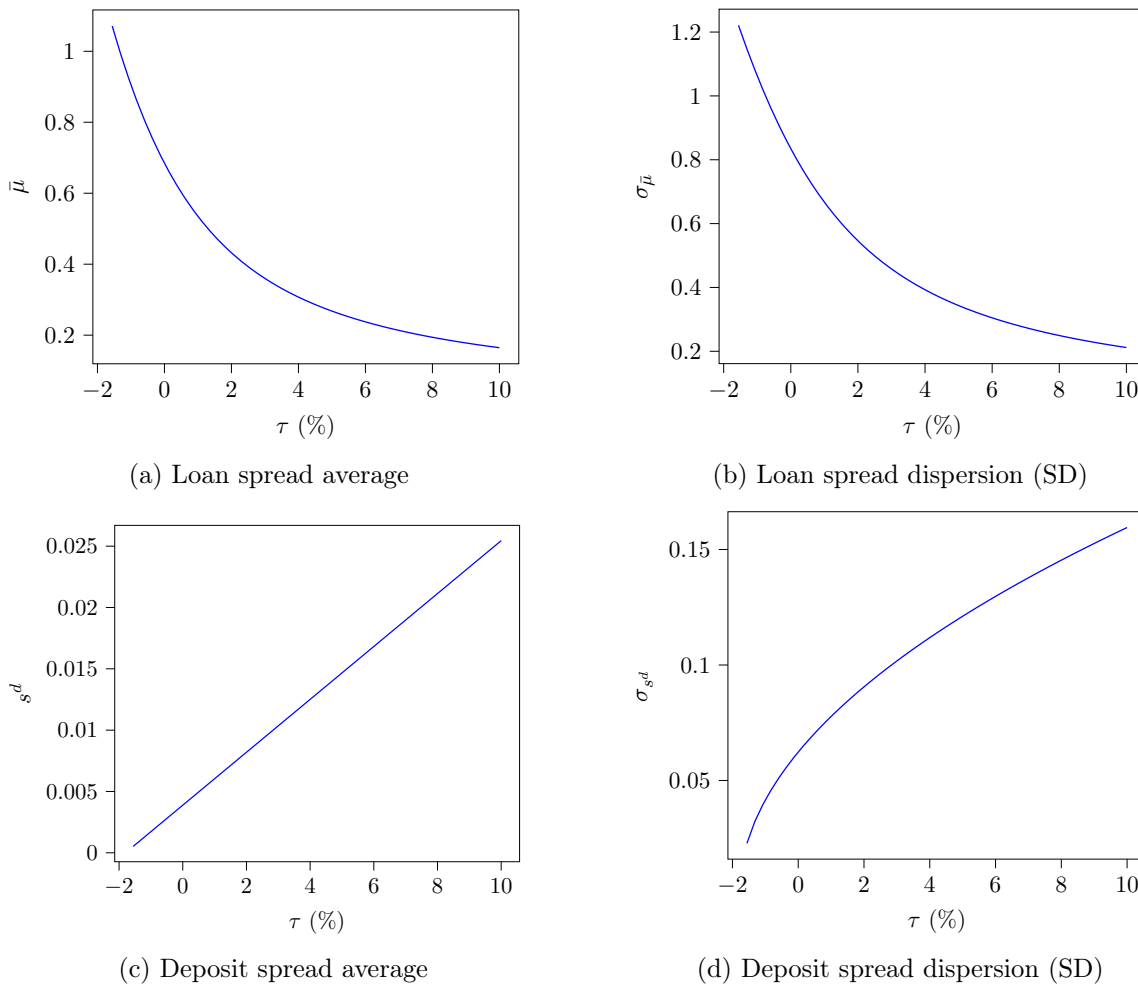 1
0.8
0.6
0.4
0.2
μ̄
−2 0 2 4 6 8 10
τ (%)
(a) Loan spread average
1.2
1
0.8
0.6
0.4
0.2
σ_μ̄
−2 0 2 4 6 8 10
τ (%)
(b) Loan spread dispersion (SD)
0.025
0.02
0.015
0.01
0.005
0
s^d
−2 0 2 4 6 8 10
τ (%)
(c) Deposit spread average
0.15
0.1
0.05
σ_{s^d}
−2 0 2 4 6 8 10
τ (%)
(d) Deposit spread dispersion (SD)